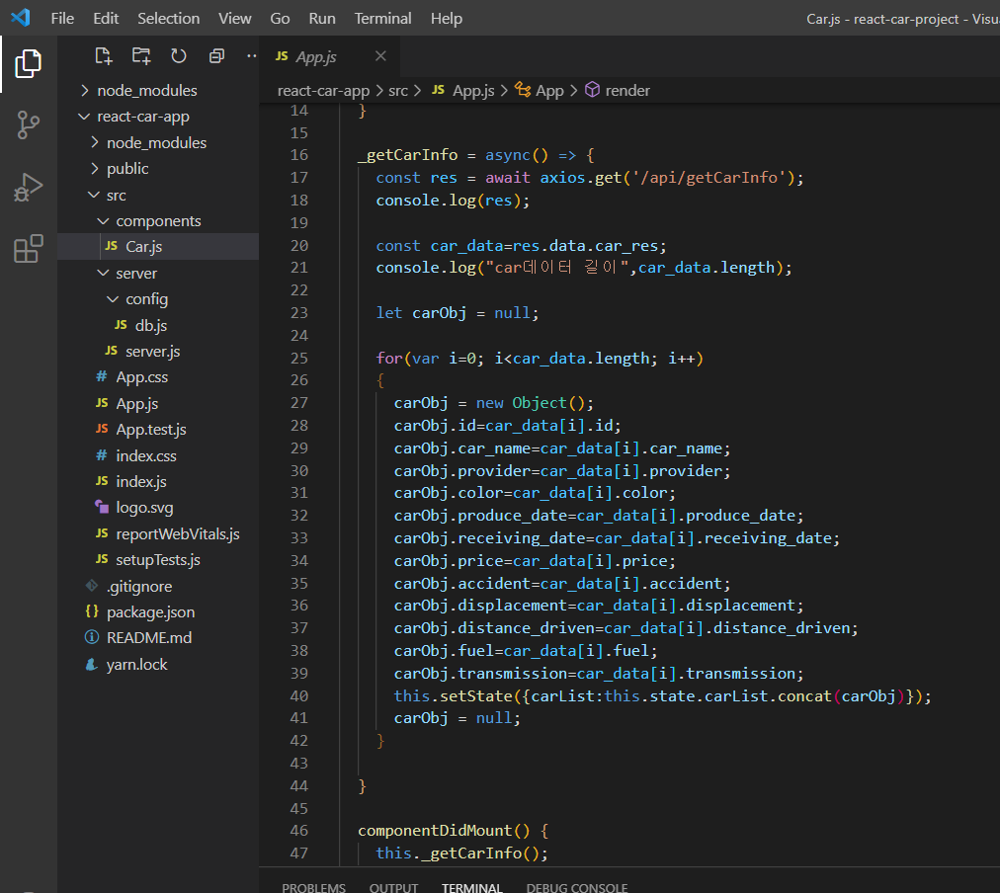 File Edit Selection View Go Run Terminal Help Car.js - react-car-project - Visu
JS App.js
react-car-app > src > JS App.js > App > render
node_modules
react-car-app
node_modules
public
src
components
JS Car.js
server
config
JS db.js
JS server.js
# App.css
JS App.js
JS App.test.js
# index.css
JS index.js
logo.svg
JS reportWebVitals.js
JS setupTests.js
.gitignore
{} package.json
README.md
yarn.lock
14 }
15
16 _getCarInfo = async() => {
17 const res = await axios.get('/api/getCarInfo');
18 console.log(res);
19
20 const car_data=res.data.car_res;
21 console.log("car데이터 길이",car_data.length);
22
23 let carObj = null;
24
25 for(var i=0; i<car_data.length; i++)
26 {
27 carObj = new Object();
28 carObj.id=car_data[i].id;
29 carObj.car_name=car_data[i].car_name;
30 carObj.provider=car_data[i].provider;
31 carObj.color=car_data[i].color;
32 carObj.produce_date=car_data[i].produce_date;
33 carObj.receiving_date=car_data[i].receiving_date;
34 carObj.price=car_data[i].price;
35 carObj.accident=car_data[i].accident;
36 carObj.displacement=car_data[i].displacement;
37 carObj.distance_driven=car_data[i].distance_driven;
38 carObj.fuel=car_data[i].fuel;
39 carObj.transmission=car_data[i].transmission;
40 this.setState({carList:this.state.carList.concat(carObj)});
41 carObj = null;
42 }
43
44 }
45
46 componentDidMount() {
47 this._getCarInfo();
PROBLEMS OUTPUT TERMINAL DEBUG CONSOLE